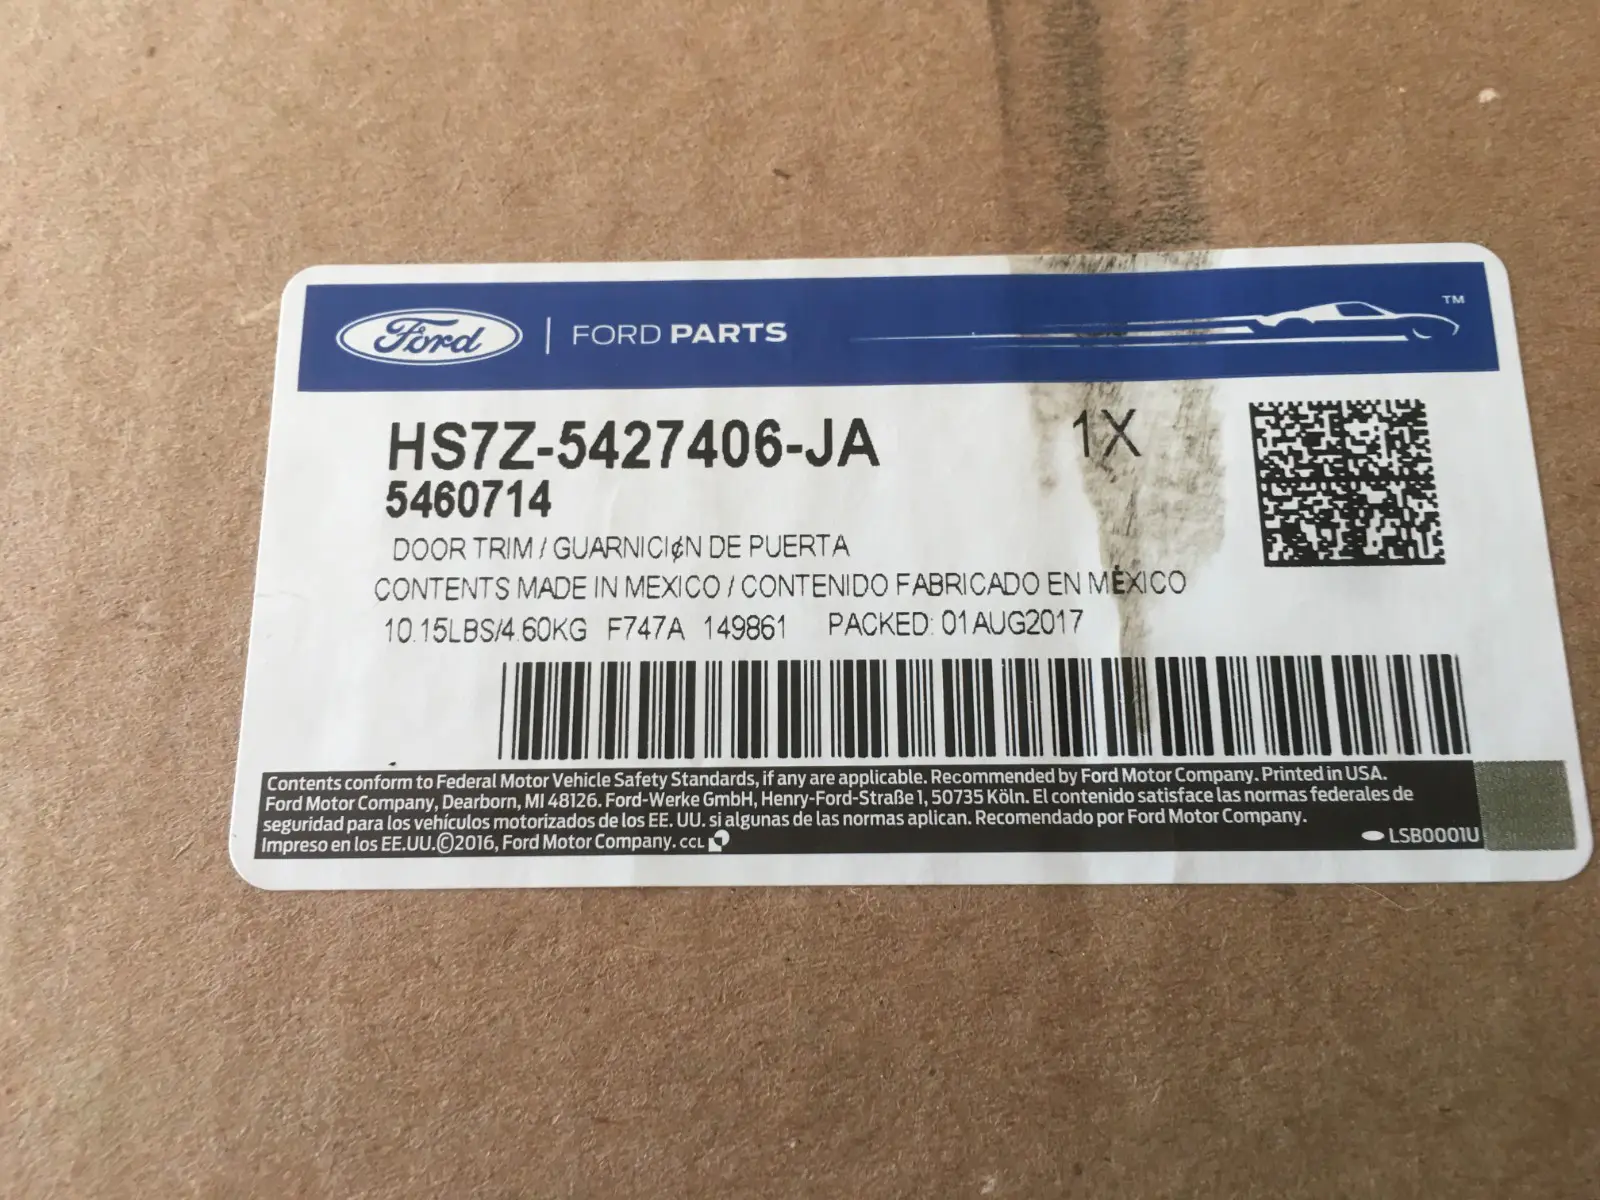 Ford | FORD PARTS ™
HS7Z-5427406-JA 1X
5460714
DOOR TRIM / GUARNICI¢N DE PUERTA
CONTENTS MADE IN MEXICO / CONTENIDO FABRICADO EN MÉXICO
10.15LBS/4.60KG F747A 149861 PACKED: 01AUG2017
Contents conform to Federal Motor Vehicle Safety Standards, if any are applicable. Recommended by Ford Motor Company. Printed in USA.
Ford Motor Company, Dearborn, MI 48126. Ford-Werke GmbH, Henry-Ford-Straße 1, 50735 Köln. El contenido satisface las normas federales de
seguridad para los vehículos motorizados de los EE. UU. si algunas de las normas aplican. Recomendado por Ford Motor Company.
Impreso en los EE.UU.©2016, Ford Motor Company. CCL LSB0001U